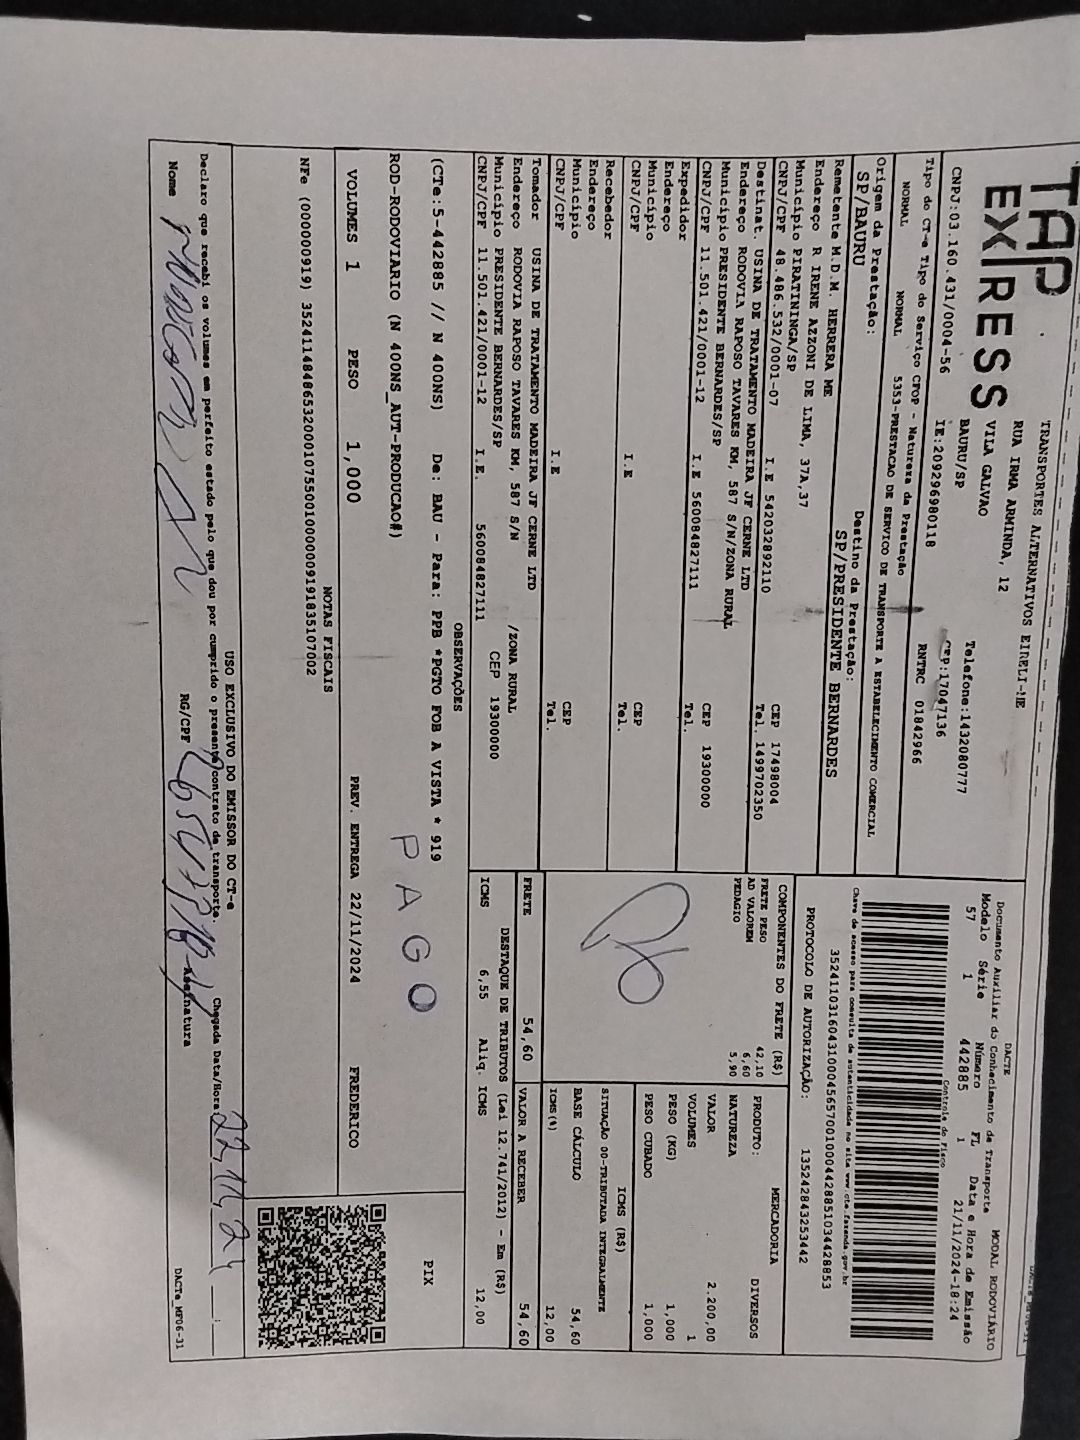 TAP EXPRESS
TRANSPORTES ALTERNATIVOS EIRELI-ME
RUA IRMA ARMINDA, 12
VILA GALVAO
BAURU/SP
Telefone:1432080777
CEP:17047136
CNPJ:03.160.431/0004-56
IE:209296980118
RNTRC 01842966
Tipo do CT-e Tipo do Serviço CFOP - Natureza da Prestação
NORMAL NORMAL 5353-PRESTACAO DE SERVICO DE TRANSPORTE A ESTABELECIMENTO COMERCIAL
Origem da Prestação: Destino da Prestação:
SP/BAURU SP/PRESIDENTE BERNARDES
Remetente M.D.M. HERRERA ME
Endereço R IRENE AZZONI DE LIMA, 37A,37
Municipio PIRATININGA/SP CEP 17498004
CNPJ/CPF 48.486.532/0001-07 I.E 542032892110 Tel. 1499702350
Destinat. USINA DE TRATAMENTO MADEIRA JF CERNE LTD
Endereço RODOVIA RAPOSO TAVARES KM, 587 S/N/ZONA RURAL
Municipio PRESIDENTE BERNARDES/SP CEP 19300000
CNPJ/CPF 11.501.421/0001-12 I.E 560084827111 Tel.
Expedidor
Endereço
Municipio CEP
CNPJ/CPF I.E Tel.
Recebedor
Endereço
Municipio CEP
CNPJ/CPF I.E Tel.
Tomador USINA DE TRATAMENTO MADEIRA JF CERNE LTD
Endereço RODOVIA RAPOSO TAVARES KM, 587 S/N /ZONA RURAL
Municipio PRESIDENTE BERNARDES/SP CEP 19300000
CNPJ/CPF 11.501.421/0001-12 I.E. 560084827111
DACTE
Documento Auxiliar do Conhecimento de Transporte MODAL RODOVIÁRIO
Modelo Série Número FL Data e Hora de Emissão
57 1 442885 1 21/11/2024-18:24
Controle do Fisco
Chave de acesso para consulta de autenticidade no site www.cte.fazenda.gov.br
35241103160431000456570010004428851034428853
PROTOCOLO DE AUTORIZAÇÃO: 135242843253442
COMPONENTES DO FRETE (R$)
FRETE PESO 42,10
AD VALOREM 6,60
PEDAGIO 5,90
MERCADORIA
PRODUTO: DIVERSOS
NATUREZA
VALOR 2.200,00
VOLUMES 1
PESO (KG) 1,000
PESO CUBADO 1,000
ICMS (R$)
SITUAÇÃO 00-TRIBUTADA INTEGRALMENTE
BASE CÁLCULO 54,60
ICMS(%) 12,00
FRETE 54,60 VALOR A RECEBER 54,60
DESTAQUE DE TRIBUTOS (Lei 12.741/2012) - Em (R$)
ICMS 6,55 Aliq. ICMS 12,00
OBSERVAÇÕES
(CTe:5-442885 // N 400NS) De: BAU - Para: PPB *PGTO FOB A VISTA * 919
ROD-RODOVIARIO (N 400NS_AUT-PRODUCAO#)
PAGO
PIX
VOLUMES 1 PESO 1,000 PREV. ENTREGA 22/11/2024 FREDERICO
NOTAS FISCAIS
NFe (000000919) 35241148486532000107550010000009191835107002
USO EXCLUSIVO DO EMISSOR DO CT-e
Declaro que recebi os volumes em perfeito estado pelo que dou por cumprido o presente contrato de transporte. Chegada Data/Hora 22,11,24
Nome RG/CPF Assinatura
DACTe_MF06-31